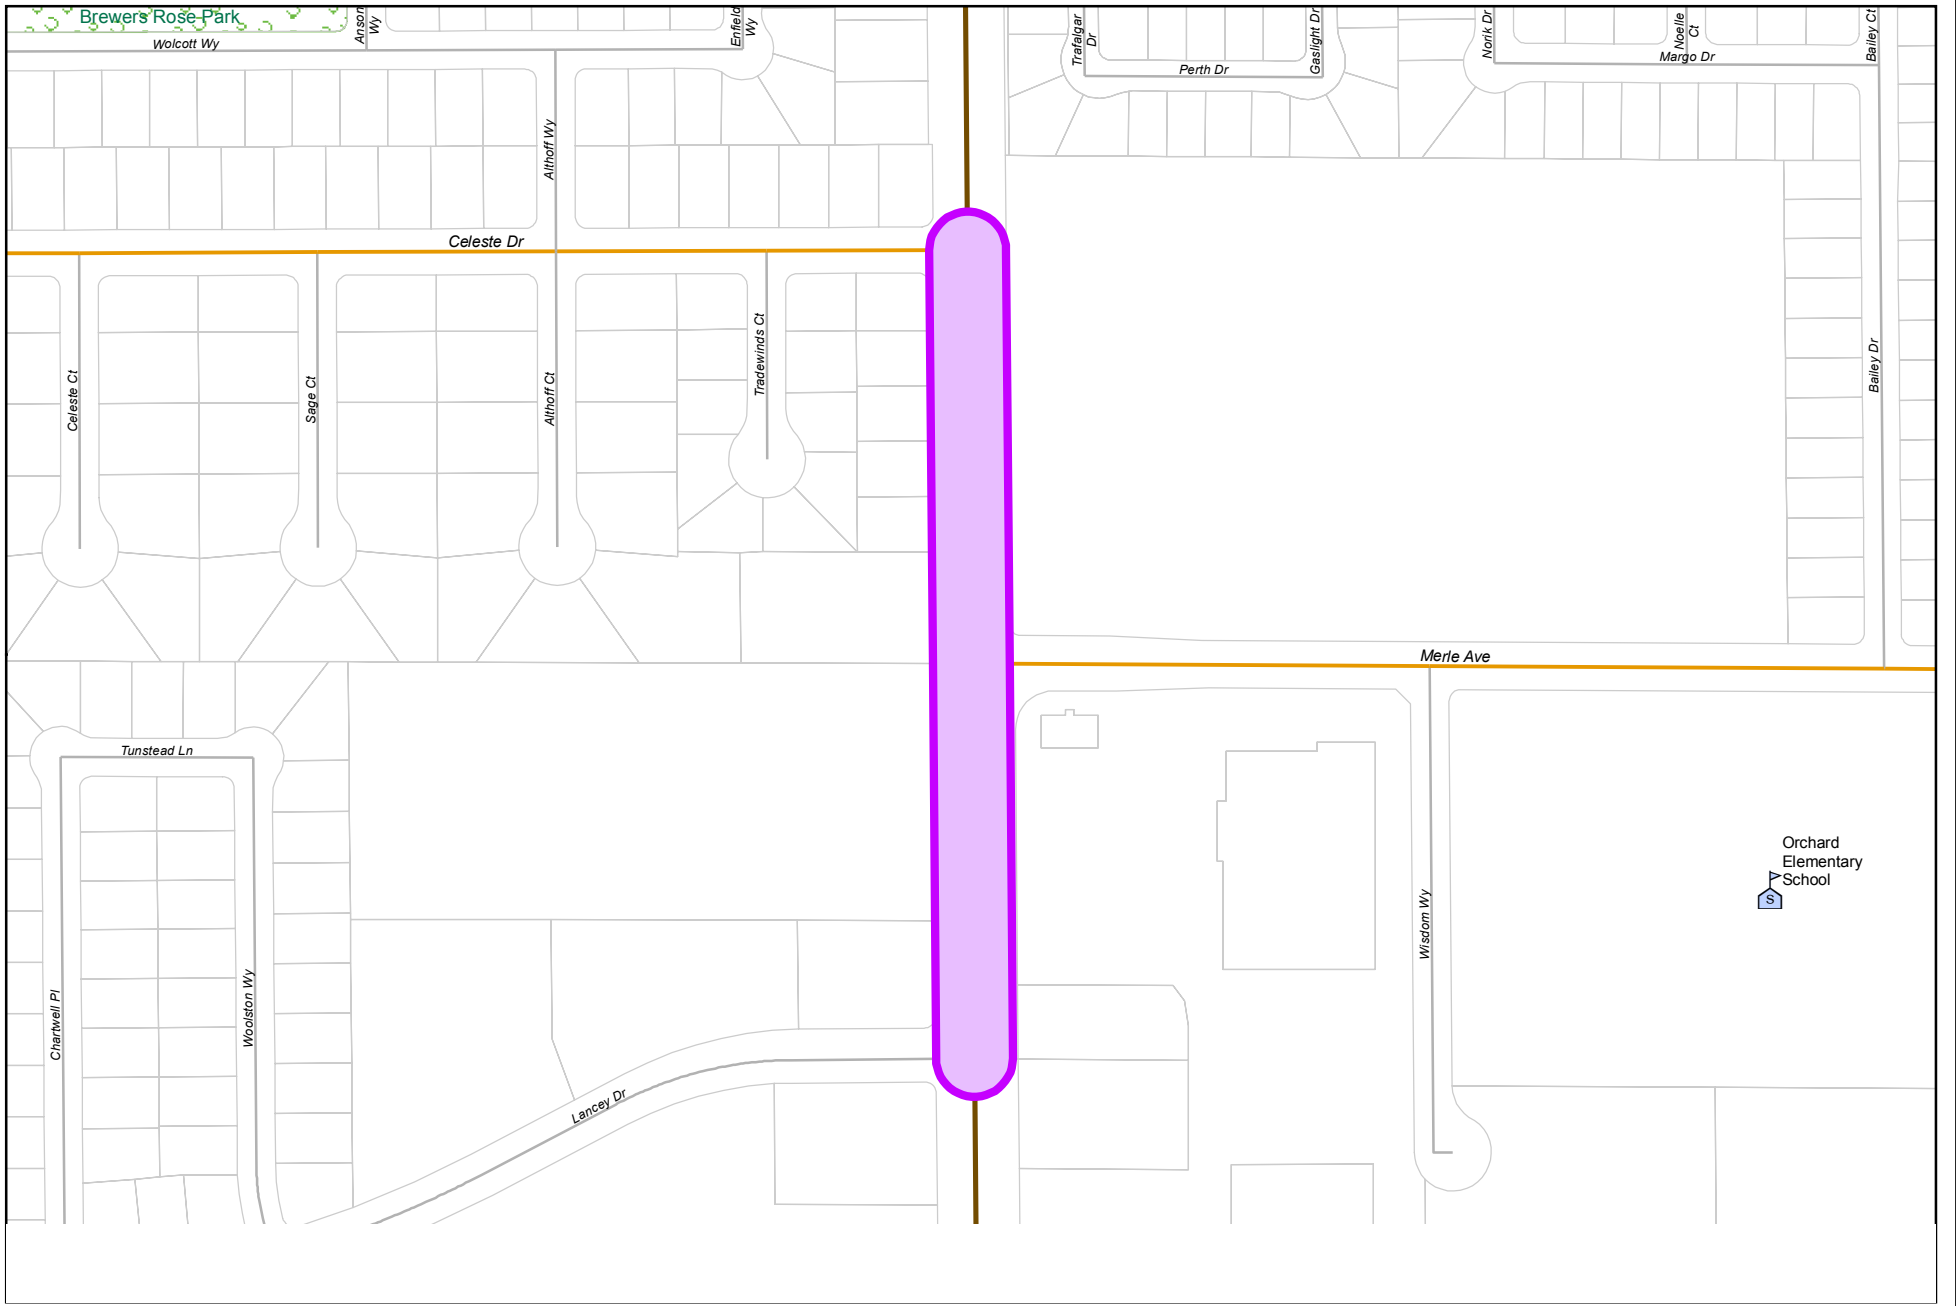 Brewers Rose Park
Wolcott Wy
Anson
Wy
Enfield
Wy
Trafalgar
Dr
Perth Dr
Gaslight Dr
Norik Dr
Noelle
Ct
Margo Dr
Bailey Ct
Althoff Wy
Celeste Dr
Celeste Ct
Sage Ct
Althoff Ct
Tradewinds Ct
Bailey Dr
Merle Ave
Tunstead Ln
Orchard
Elementary
School
S
Wisdom Wy
Chartwell Pl
Woolston Wy
Lancey Dr